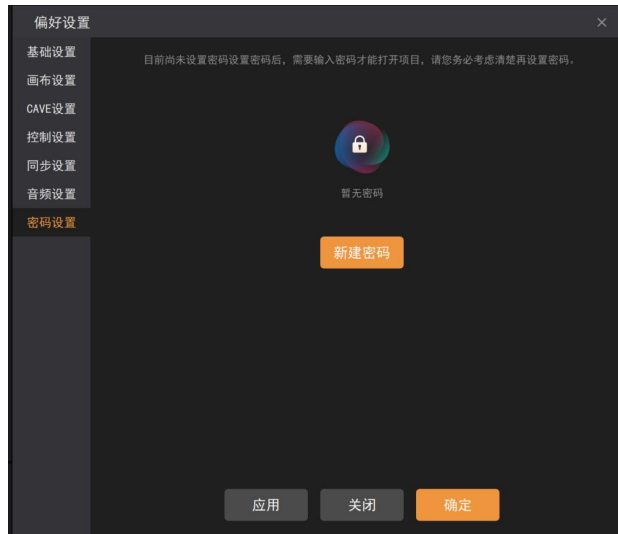 偏好设置
基础设置
画布设置
CAVE设置
控制设置
同步设置
音频设置
密码设置
目前尚未设置密码设置密码后，需要输入密码才能打开项目，请您务必考虑清楚再设置密码。
暂无密码
新建密码
应用
关闭
确定